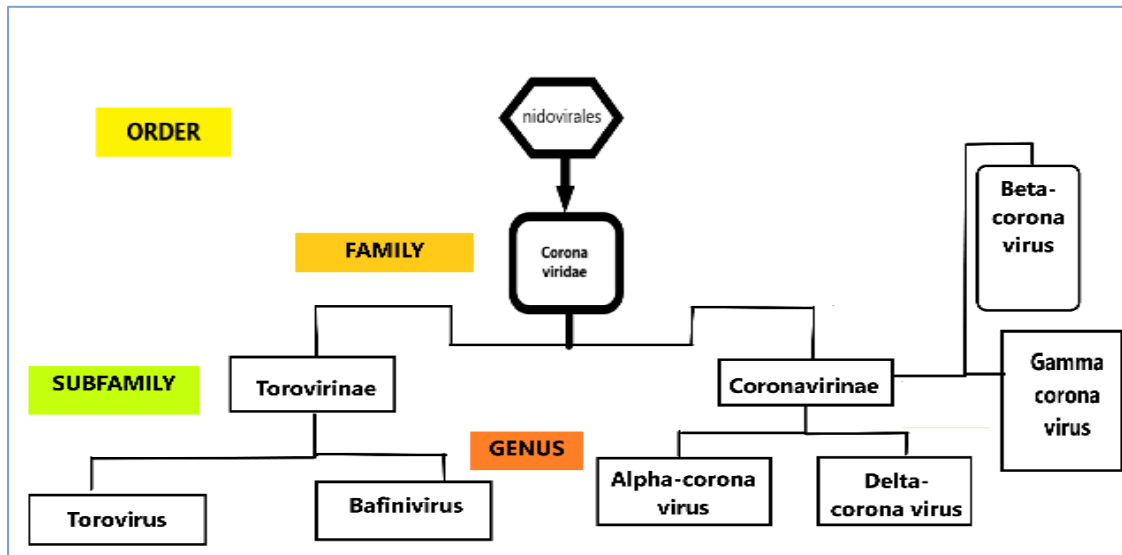 nidovirales
ORDER
Beta-
corona
virus
FAMILY
Corona
viridae
SUBFAMILY
Torovirinae
Coronavirinae
Gamma
corona
virus
GENUS
Torovirus
Bafinivirus
Alpha-corona
virus
Delta-
corona virus